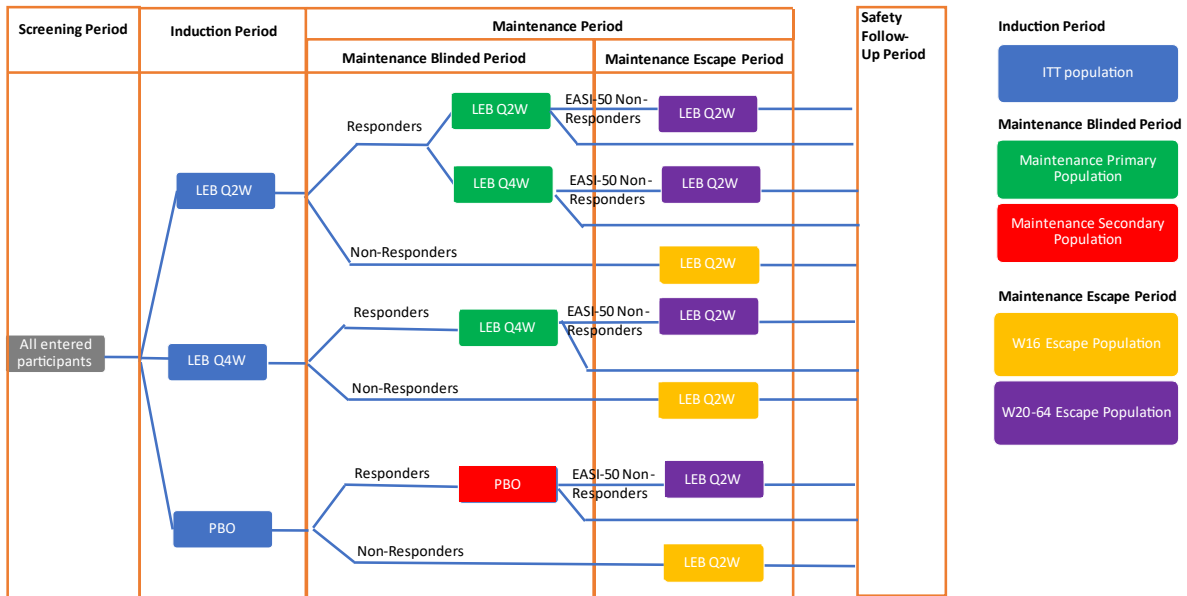 Screening Period
Induction Period
Maintenance Period
Maintenance Blinded Period
Maintenance Escape Period
Safety
Follow-
Up Period
All entered
participants
LEB Q2W
LEB Q4W
PBO
Responders
LEB Q2W
EASI-50 Non-
Responders
LEB Q2W
LEB Q4W
EASI-50 Non-
Responders
LEB Q2W
Non-Responders
LEB Q2W
Responders
LEB Q4W
EASI-50 Non-
Responders
LEB Q2W
Non-Responders
LEB Q2W
Responders
PBO
EASI-50 Non-
Responders
LEB Q2W
Non-Responders
LEB Q2W
Induction Period
ITT population
Maintenance Blinded Period
Maintenance Primary
Population
Maintenance Secondary
Population
Maintenance Escape Period
W16 Escape Population
W20-64 Escape Population